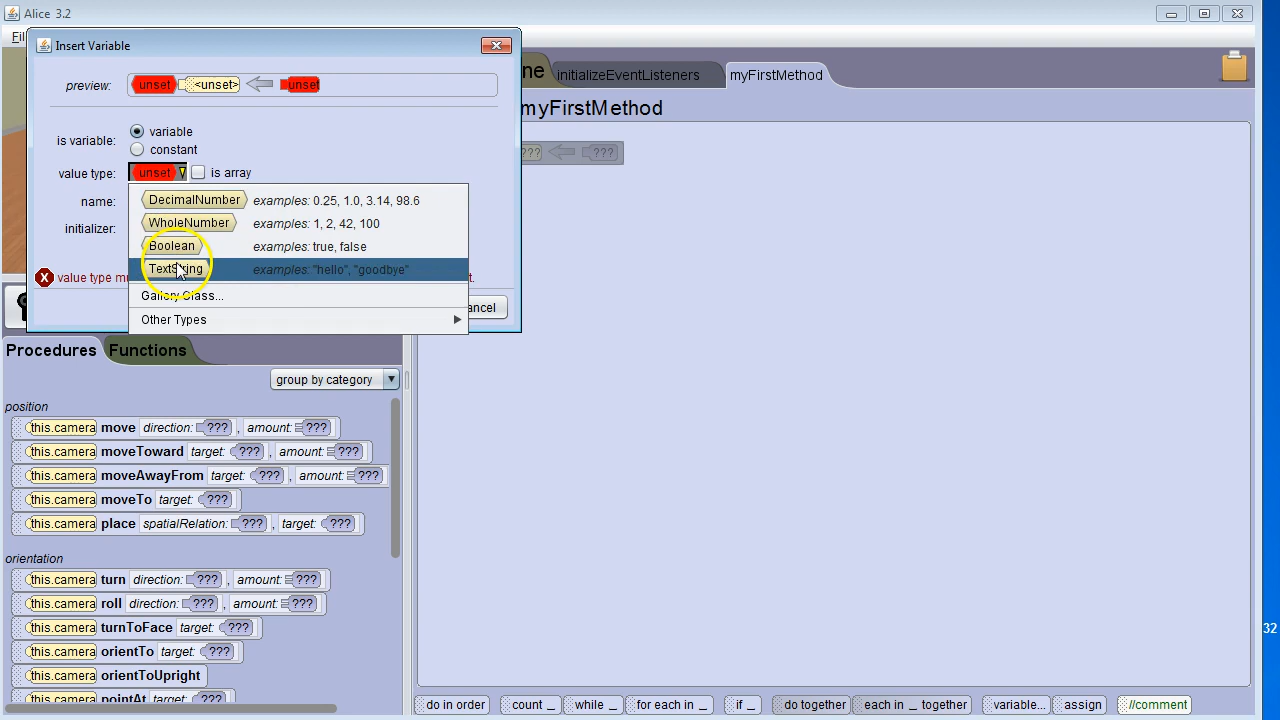 Alice 3.2
Fil
Insert Variable
preview: unset <unset> unset
is variable: variable
constant
value type: unset is array
name:
initializer:
DecimalNumber examples: 0.25, 1.0, 3.14, 98.6
WholeNumber examples: 1, 2, 42, 100
Boolean examples: true, false
TextString examples: "hello", "goodbye"
Gallery Class...
Other Types
value type mu
t.
ancel
ne
initializeEventListeners
myFirstMethod
myFirstMethod
??? ???
Procedures
Functions
group by category
position
this.camera move direction: ??? , amount: ???
this.camera moveToward target: ??? , amount: ???
this.camera moveAwayFrom target: ??? , amount: ???
this.camera moveTo target: ???
this.camera place spatialRelation: ??? , target: ???
orientation
this.camera turn direction: ??? , amount: ???
this.camera roll direction: ??? , amount: ???
this.camera turnToFace target: ???
this.camera orientTo target: ???
this.camera orientToUpright
this.camera pointAt target: ???
do in order
count _
while _
for each in _
if _
do together
each in _ together
variable...
assign
//comment
32